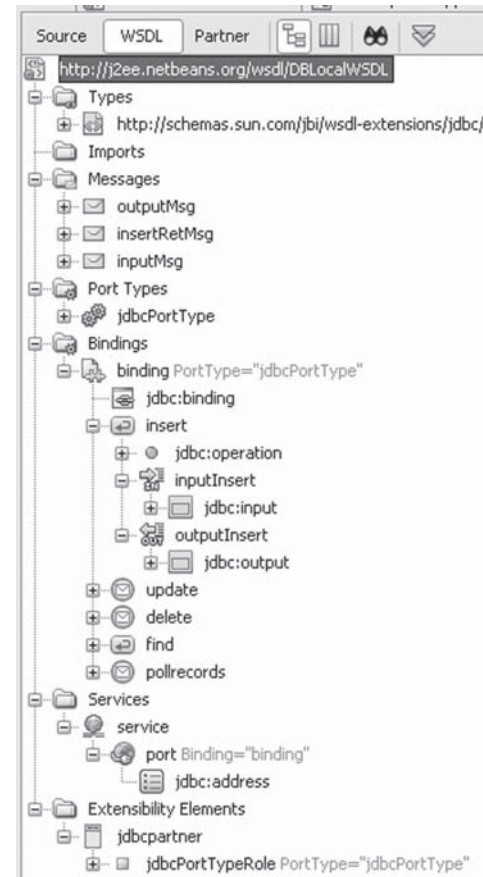 Source WSDL Partner
http://j2ee.netbeans.org/wsdl/DBLocalWSDL
Types
http://schemas.sun.com/jbi/wsdl-extensions/jdbc/
Imports
Messages
outputMsg
insertRetMsg
inputMsg
Port Types
jdbcPortType
Bindings
binding PortType="jdbcPortType"
jdbc:binding
insert
jdbc:operation
inputInsert
jdbc:input
outputInsert
jdbc:output
update
delete
find
pollrecords
Services
service
port Binding="binding"
jdbc:address
Extensibility Elements
jdbcpartner
jdbcPortTypeRole PortType="jdbcPortType"